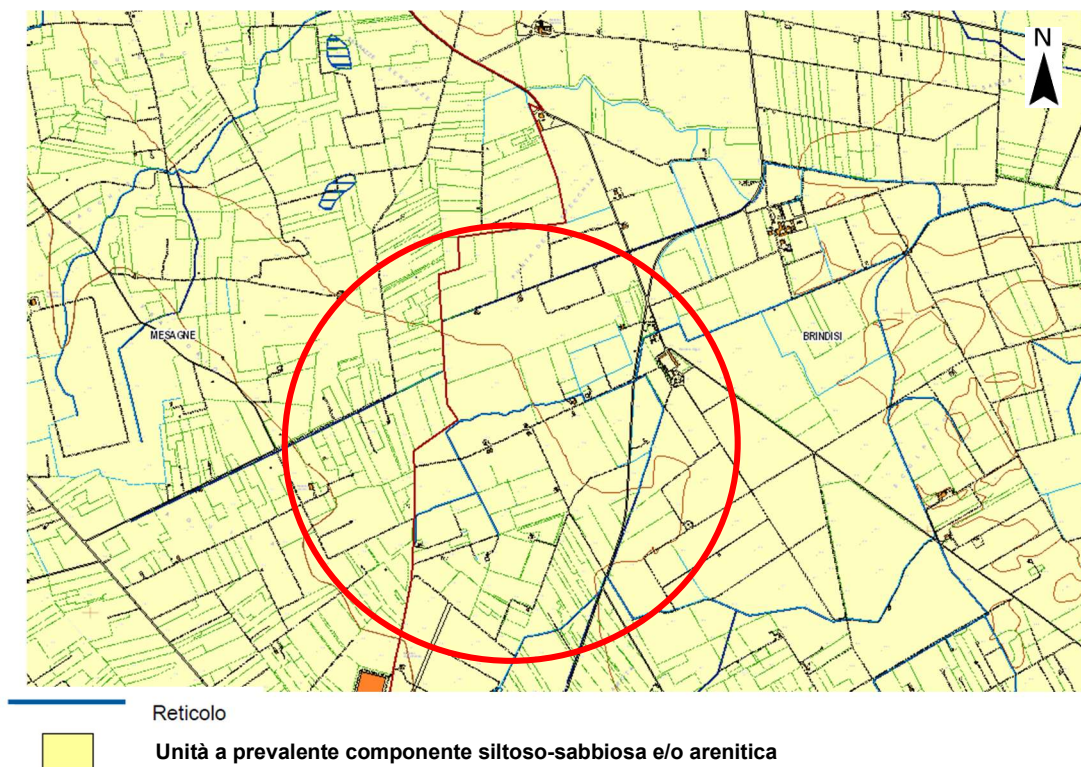 N
MESAGNE
BRINDISI
Reticolo
Unità a prevalente componente siltoso-sabbiosa e/o arenitica